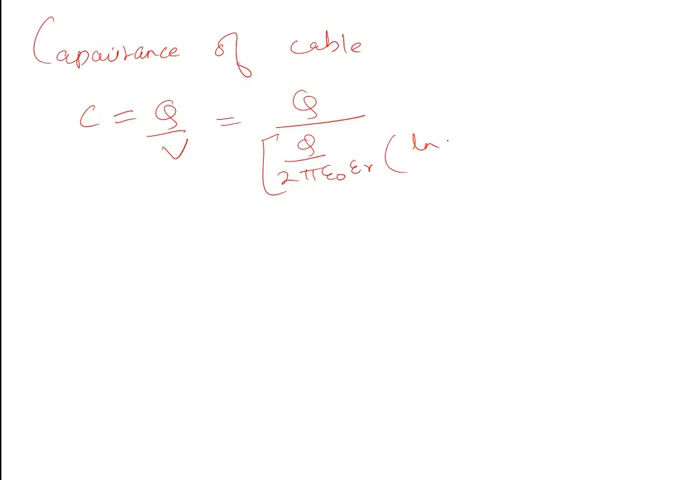 Capacitance of cable
C = Q/V = Q/[Q/2πε₀εr (ln